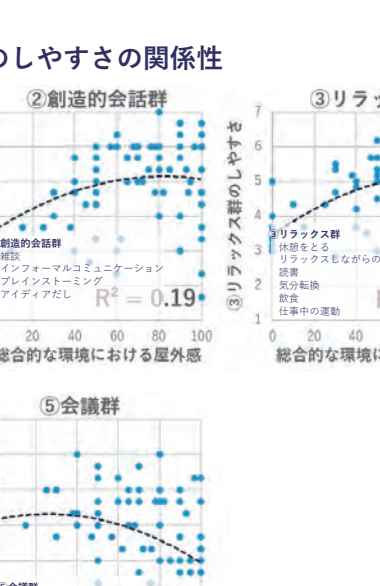 のしやすさの関係性
②創造的会話群
創造的会話群
雑談
インフォーマルコミュニケーション
ブレインストーミング
アイディアだし
R² = 0.19
20 40 60 80 100
総合的な環境における屋外感
③リラッ
③リラックス群のしやすさ
7
6
5
4
3
2
1
③リラックス群
休憩をとる
リラックスしながらの
読書
気分転換
飲食
仕事中の運動
0 20 40
総合的な環境に
⑤会議群